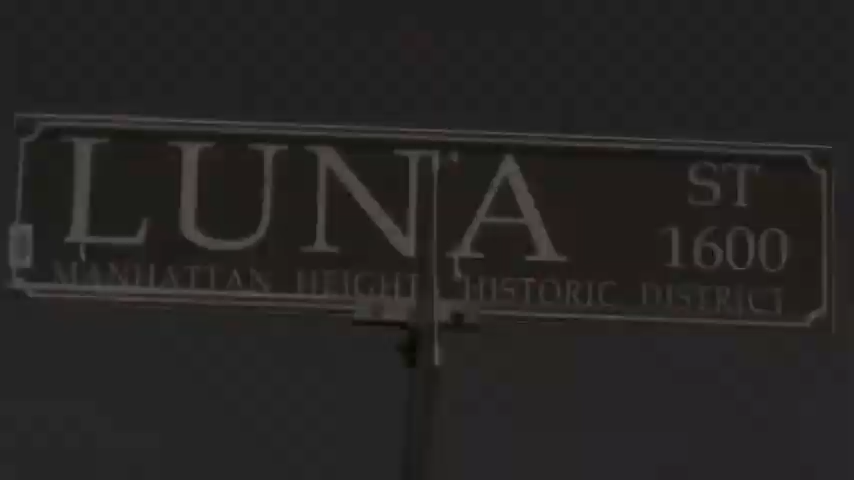 LUNA ST
1600
MANHATTAN HEIGHTS HISTORIC DISTRICT